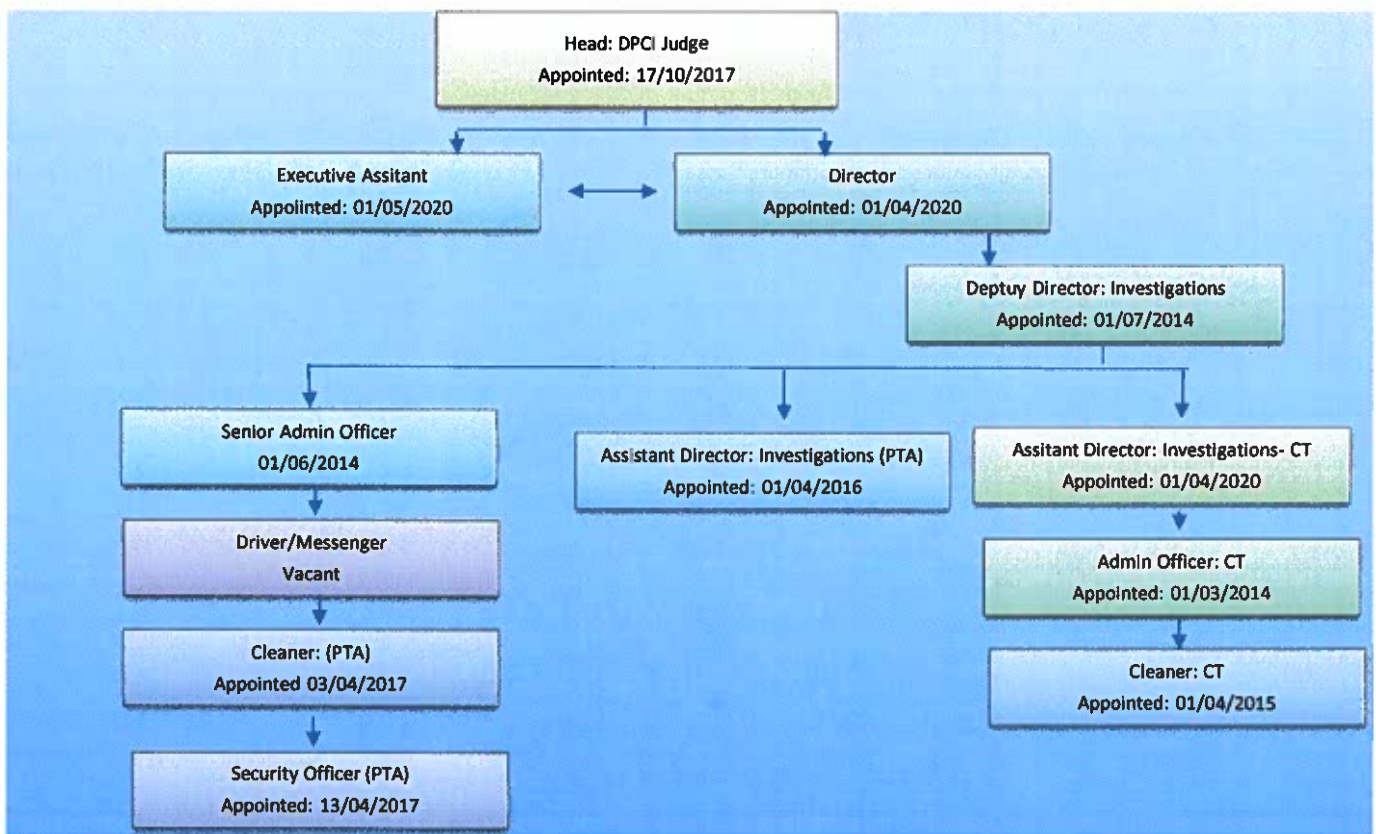 Head: DPCI Judge
Appointed: 17/10/2017
Executive Assitant
Appolinted: 01/05/2020
Director
Appointed: 01/04/2020
Deptuy Director: Investigations
Appointed: 01/07/2014
Senior Admin Officer
01/06/2014
Assistant Director: Investigations (PTA)
Appointed: 01/04/2016
Assitant Director: Investigations- CT
Appointed: 01/04/2020
Driver/Messenger
Vacant
Admin Officer: CT
Appointed: 01/03/2014
Cleaner: (PTA)
Appointed 03/04/2017
Cleaner: CT
Appointed: 01/04/2015
Security Officer (PTA)
Appointed: 13/04/2017